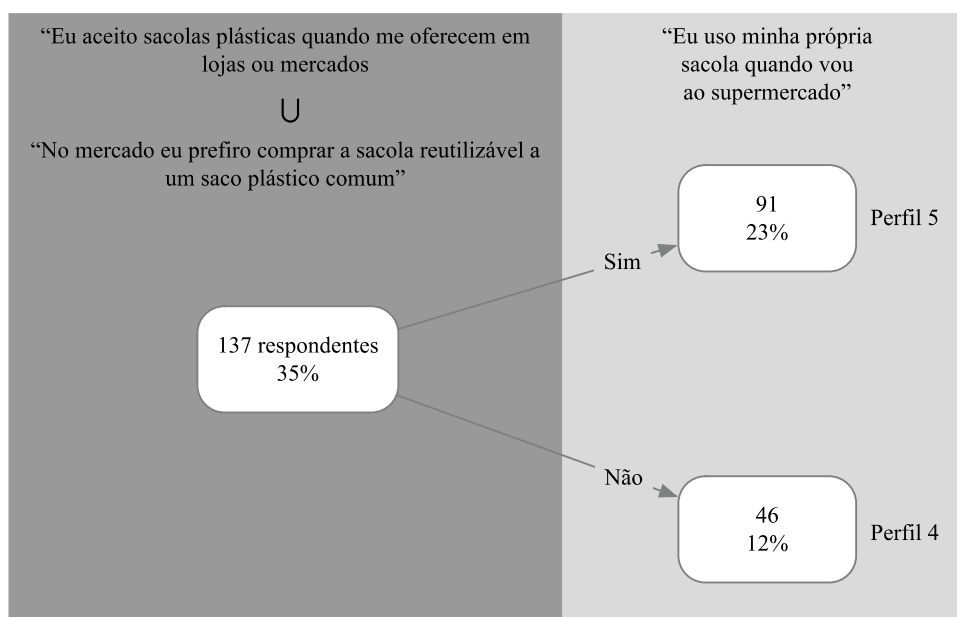 “Eu aceito sacolas plásticas quando me oferecem em
lojas ou mercados
∪
“No mercado eu prefiro comprar a sacola reutilizável a
um saco plástico comum”
“Eu uso minha própria
sacola quando vou
ao supermercado”
91
23%
Perfil 5
Sim
137 respondentes
35%
Não
46
12%
Perfil 4